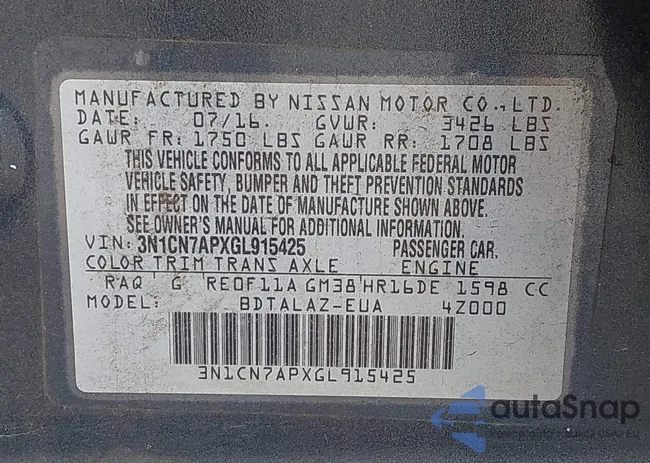 MANUFACTURED BY NISSAN MOTOR CO., LTD.
DATE: 07/16. GVWR: 3426 LBS
GAWR FR: 1750 LBS GAWR RR: 1708 LBS
THIS VEHICLE CONFORMS TO ALL APPLICABLE FEDERAL MOTOR
VEHICLE SAFETY, BUMPER AND THEFT PREVENTION STANDARDS
IN EFFECT ON THE DATE OF MANUFACTURE SHOWN ABOVE.
SEE OWNER'S MANUAL FOR ADDITIONAL INFORMATION.
VIN: 3N1CN7APXGL915425 PASSENGER CAR.
COLOR TRIM TRANS AXLE ENGINE
RAQ G RE0F11A GM38 HR16DE 1598 CC
MODEL: BDTALAZ-EUA 4Z000
3N1CN7APXGL915425
autoSnap